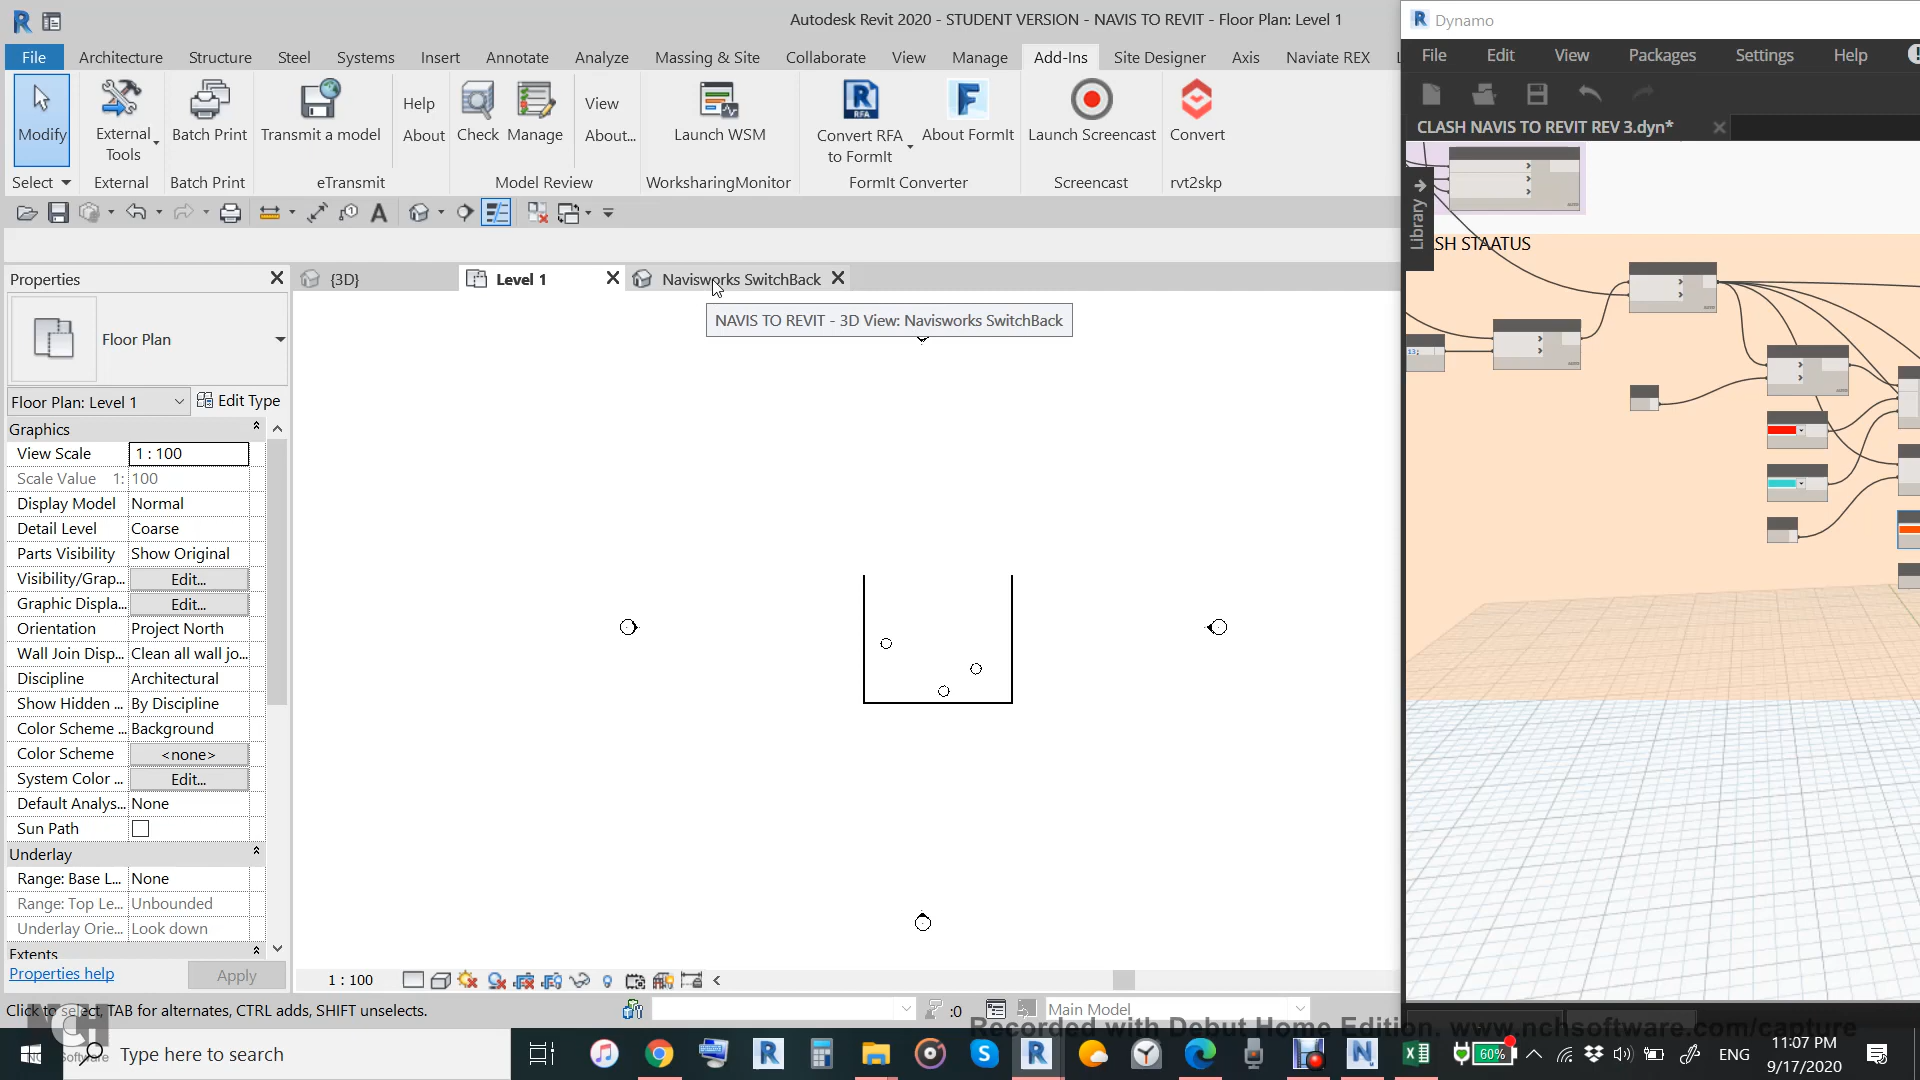 Autodesk Revit 2020 - STUDENT VERSION - NAVIS TO REVIT - Floor Plan: Level 1
File Architecture Structure Steel Systems Insert Annotate Analyze Massing & Site Collaborate View Manage Add-Ins Site Designer Axis Naviate REX
Modify
External Tools
Batch Print
Transmit a model
Help
About
Check
Manage
View
About...
Launch WSM
Convert RFA to FormIt
About FormIt
Launch Screencast
Convert
Select External Batch Print eTransmit Model Review WorksharingMonitor FormIt Converter Screencast rvt2skp
Properties
{3D}
Level 1
Navisworks SwitchBack
NAVIS TO REVIT - 3D View: Navisworks SwitchBack
Floor Plan
Floor Plan: Level 1
Edit Type
Graphics
View Scale 1 : 100
Scale Value 1: 100
Display Model Normal
Detail Level Coarse
Parts Visibility Show Original
Visibility/Grap... Edit...
Graphic Displa... Edit...
Orientation Project North
Wall Join Disp... Clean all wall jo...
Discipline Architectural
Show Hidden ... By Discipline
Color Scheme ... Background
Color Scheme <none>
System Color ... Edit...
Default Analys... None
Sun Path
Underlay
Range: Base L... None
Range: Top Le... Unbounded
Underlay Orie... Look down
Extents
Properties help
Apply
1 : 100
Click to select, TAB for alternates, CTRL adds, SHIFT unselects.
:0
Main Model
Dynamo
File Edit View Packages Settings Help
CLASH NAVIS TO REVIT REV 3.dyn*
Library
SH STAATUS
Recorded with Debut Home Edition. www.nchsoftware.com/capture
NCH
Software
Type here to search
60%
ENG
11:07 PM
9/17/2020